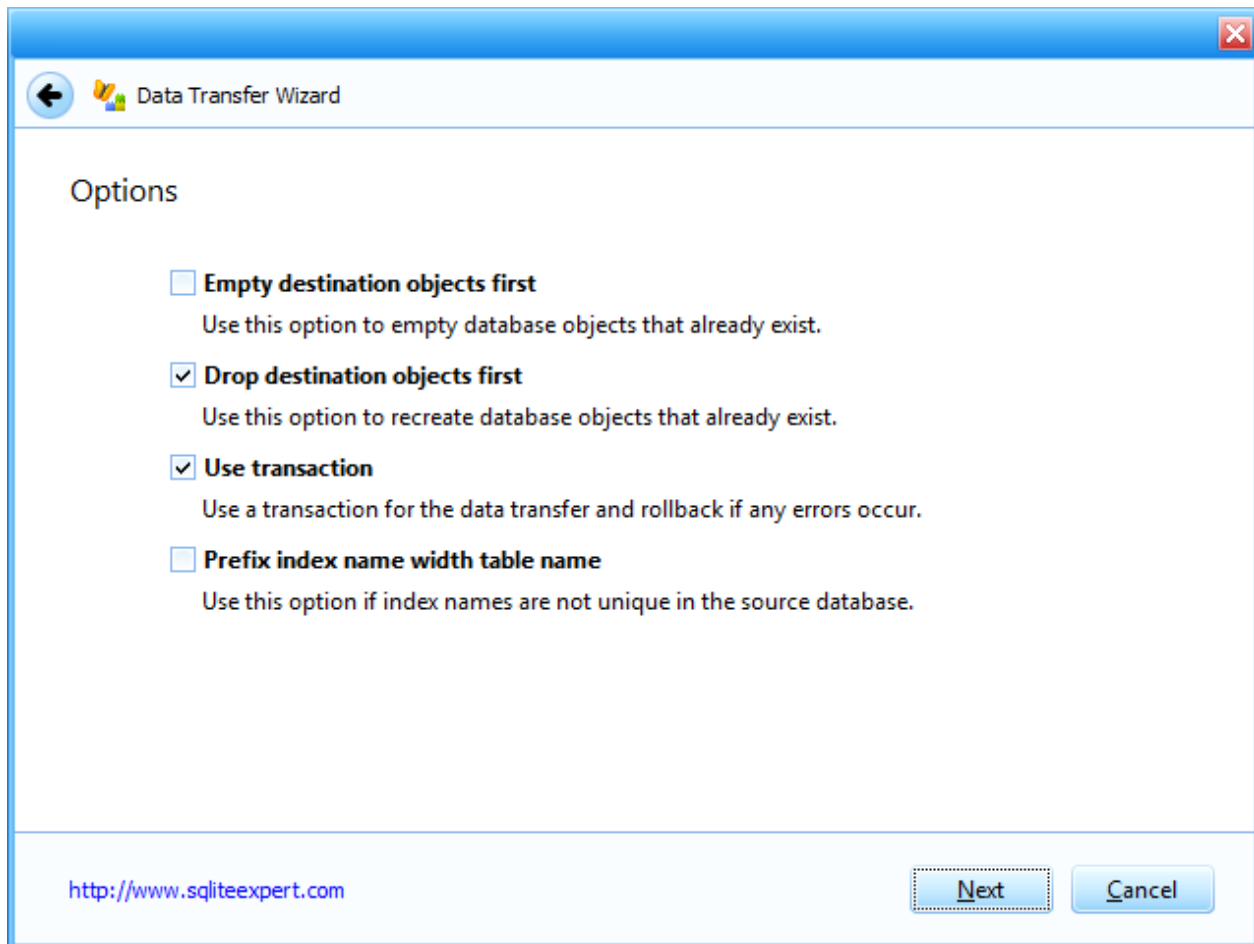 Data Transfer Wizard
Options
Empty destination objects first
Use this option to empty database objects that already exist.
Drop destination objects first
Use this option to recreate database objects that already exist.
Use transaction
Use a transaction for the data transfer and rollback if any errors occur.
Prefix index name width table name
Use this option if index names are not unique in the source database.
http://www.sqliteexpert.com
Next
Cancel